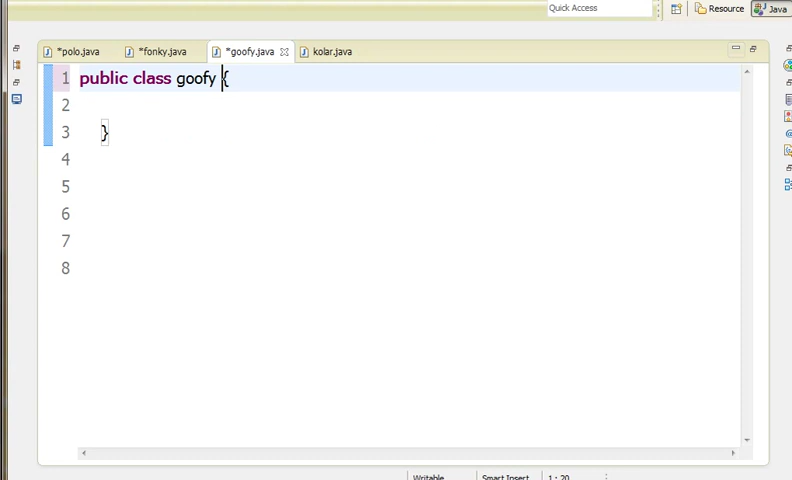 Quick Access
Resource
Java
*polo.java
*fonky.java
*goofy.java
kolar.java
1 public class goofy {
2
3 }
4
5
6
7
8
Writable
Smart Insert
1 : 20